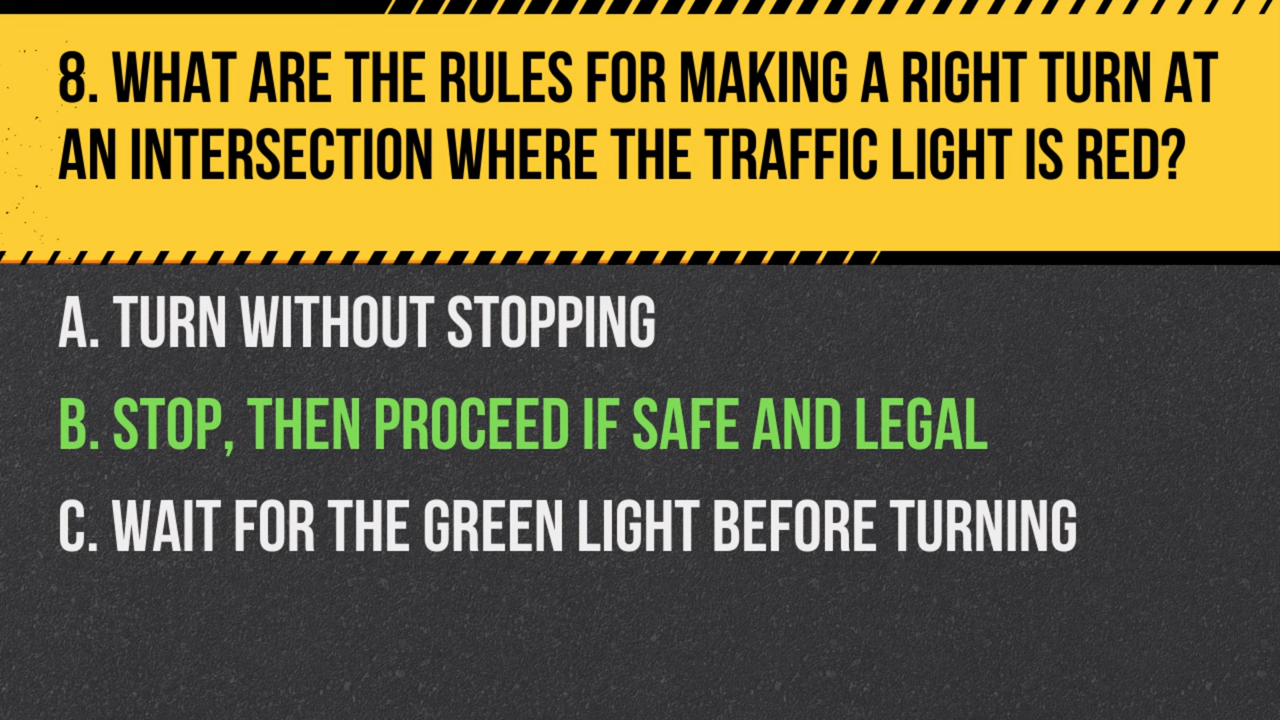 8. WHAT ARE THE RULES FOR MAKING A RIGHT TURN AT
AN INTERSECTION WHERE THE TRAFFIC LIGHT IS RED?
A. TURN WITHOUT STOPPING
B. STOP, THEN PROCEED IF SAFE AND LEGAL
C. WAIT FOR THE GREEN LIGHT BEFORE TURNING